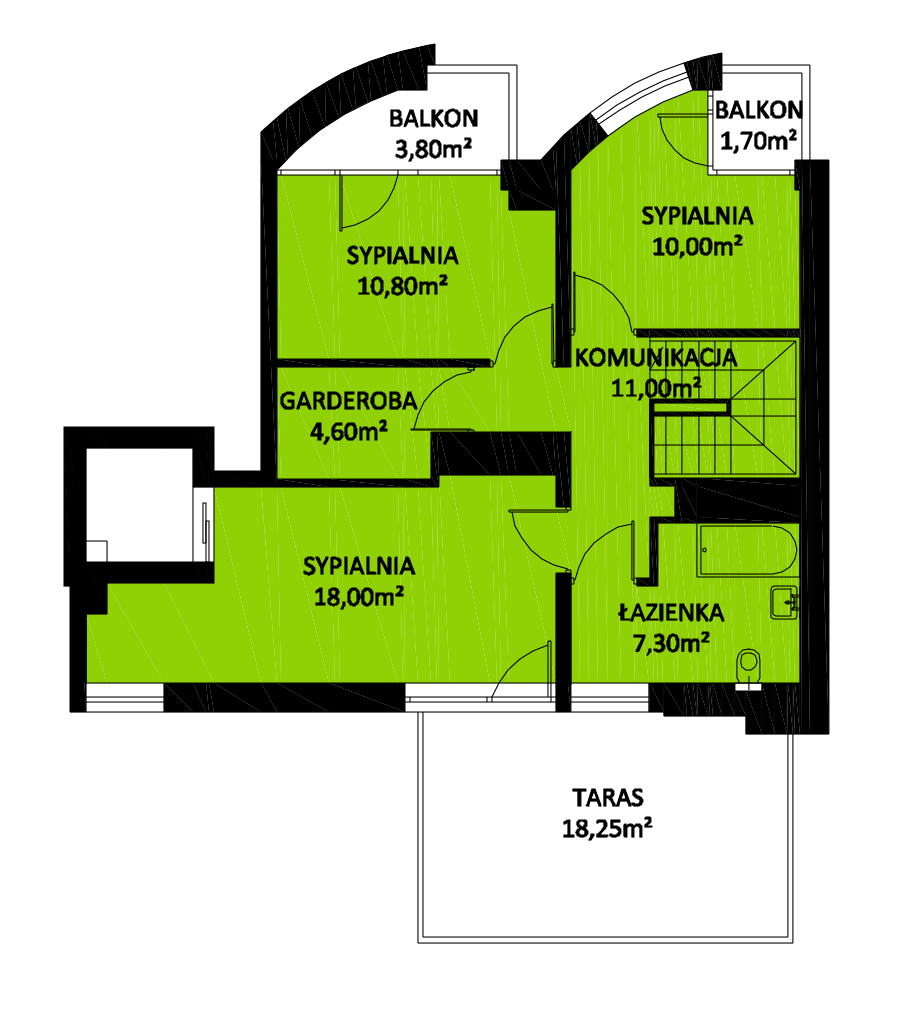 BALKON
3,80m²
BALKON
1,70m²
SYPIALNIA
10,00m²
SYPIALNIA
10,80m²
KOMUNIKACJA
11,00m²
GARDEROBA
4,60m²
SYPIALNIA
18,00m²
ŁAZIENKA
7,30m²
TARAS
18,25m²